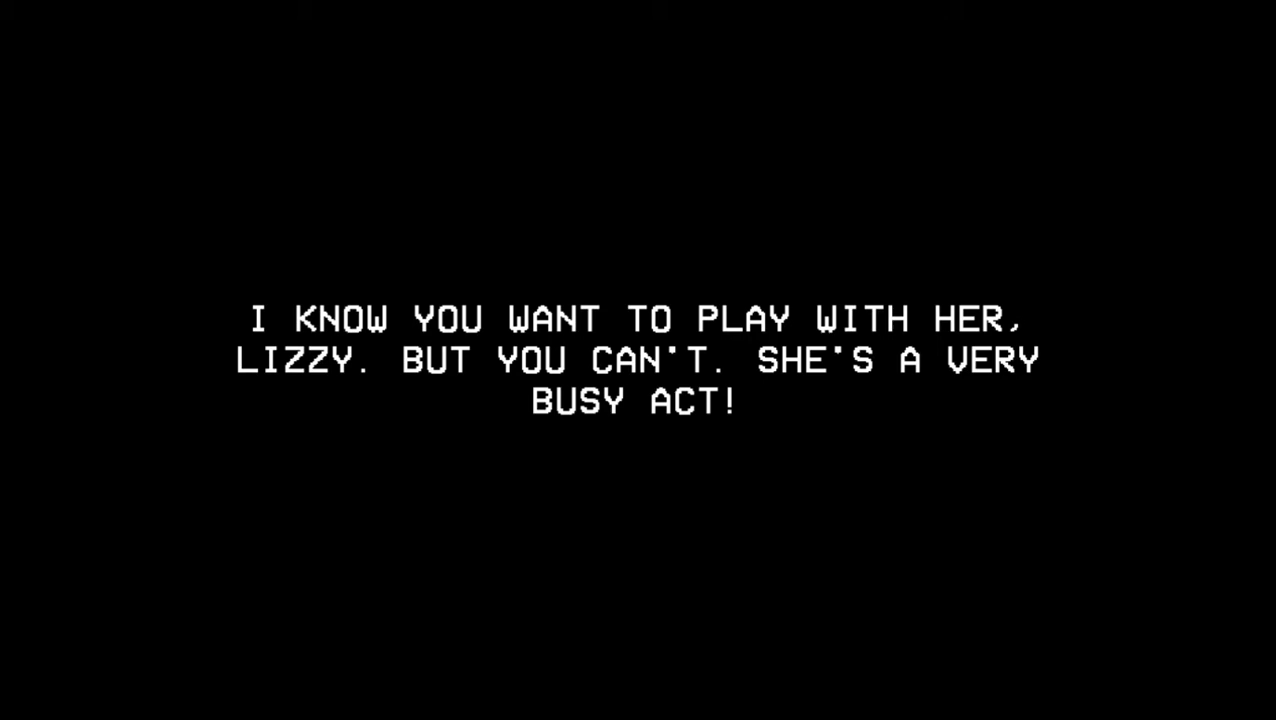 I KNOW YOU WANT TO PLAY WITH HER,
LIZZY. BUT YOU CAN'T. SHE'S A VERY
BUSY ACT!